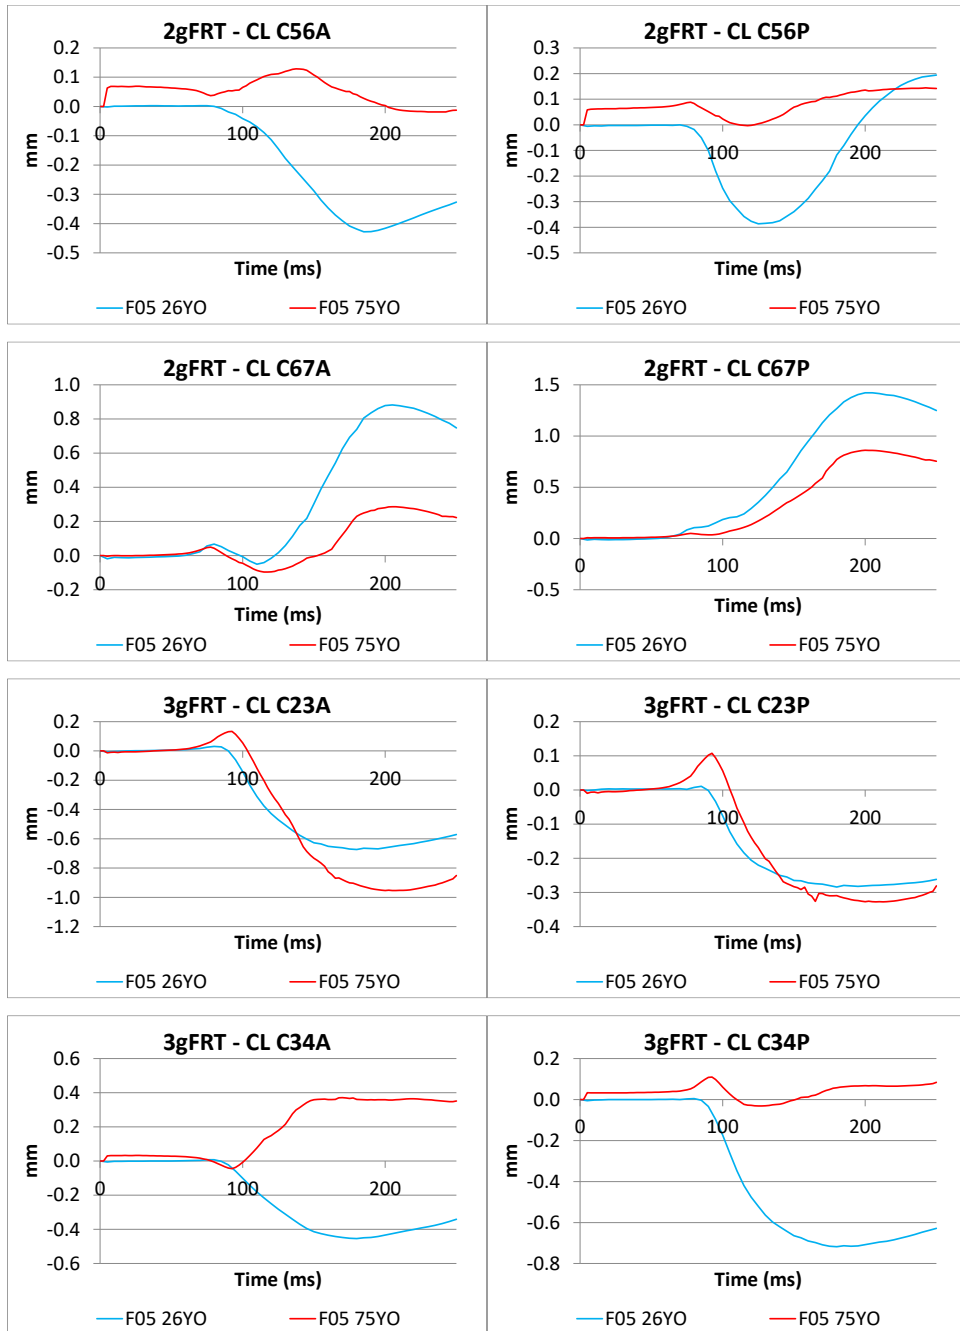 2gFRT - CL C56A
0.2
0.1
0.0
-0.1
-0.2
-0.3
-0.4
-0.5
0
100
200
mm
Time (ms)
F05 26YO
F05 75YO
2gFRT - CL C56P
0.3
0.2
0.1
0.0
-0.1
-0.2
-0.3
-0.4
-0.5
0
100
200
mm
Time (ms)
F05 26YO
F05 75YO
2gFRT - CL C67A
1.0
0.8
0.6
0.4
0.2
0.0
-0.2
0
100
200
mm
Time (ms)
F05 26YO
F05 75YO
2gFRT - CL C67P
1.5
1.0
0.5
0.0
-0.5
0
100
200
mm
Time (ms)
F05 26YO
F05 75YO
3gFRT - CL C23A
0.2
0.0
-0.2
-0.4
-0.6
-0.8
-1.0
-1.2
0
100
200
mm
Time (ms)
F05 26YO
F05 75YO
3gFRT - CL C23P
0.2
0.1
0.0
-0.1
-0.2
-0.3
-0.4
0
100
200
mm
Time (ms)
F05 26YO
F05 75YO
3gFRT - CL C34A
0.6
0.4
0.2
0.0
-0.2
-0.4
-0.6
0
100
200
mm
Time (ms)
F05 26YO
F05 75YO
3gFRT - CL C34P
0.2
0.0
-0.2
-0.4
-0.6
-0.8
0
100
200
mm
Time (ms)
F05 26YO
F05 75YO